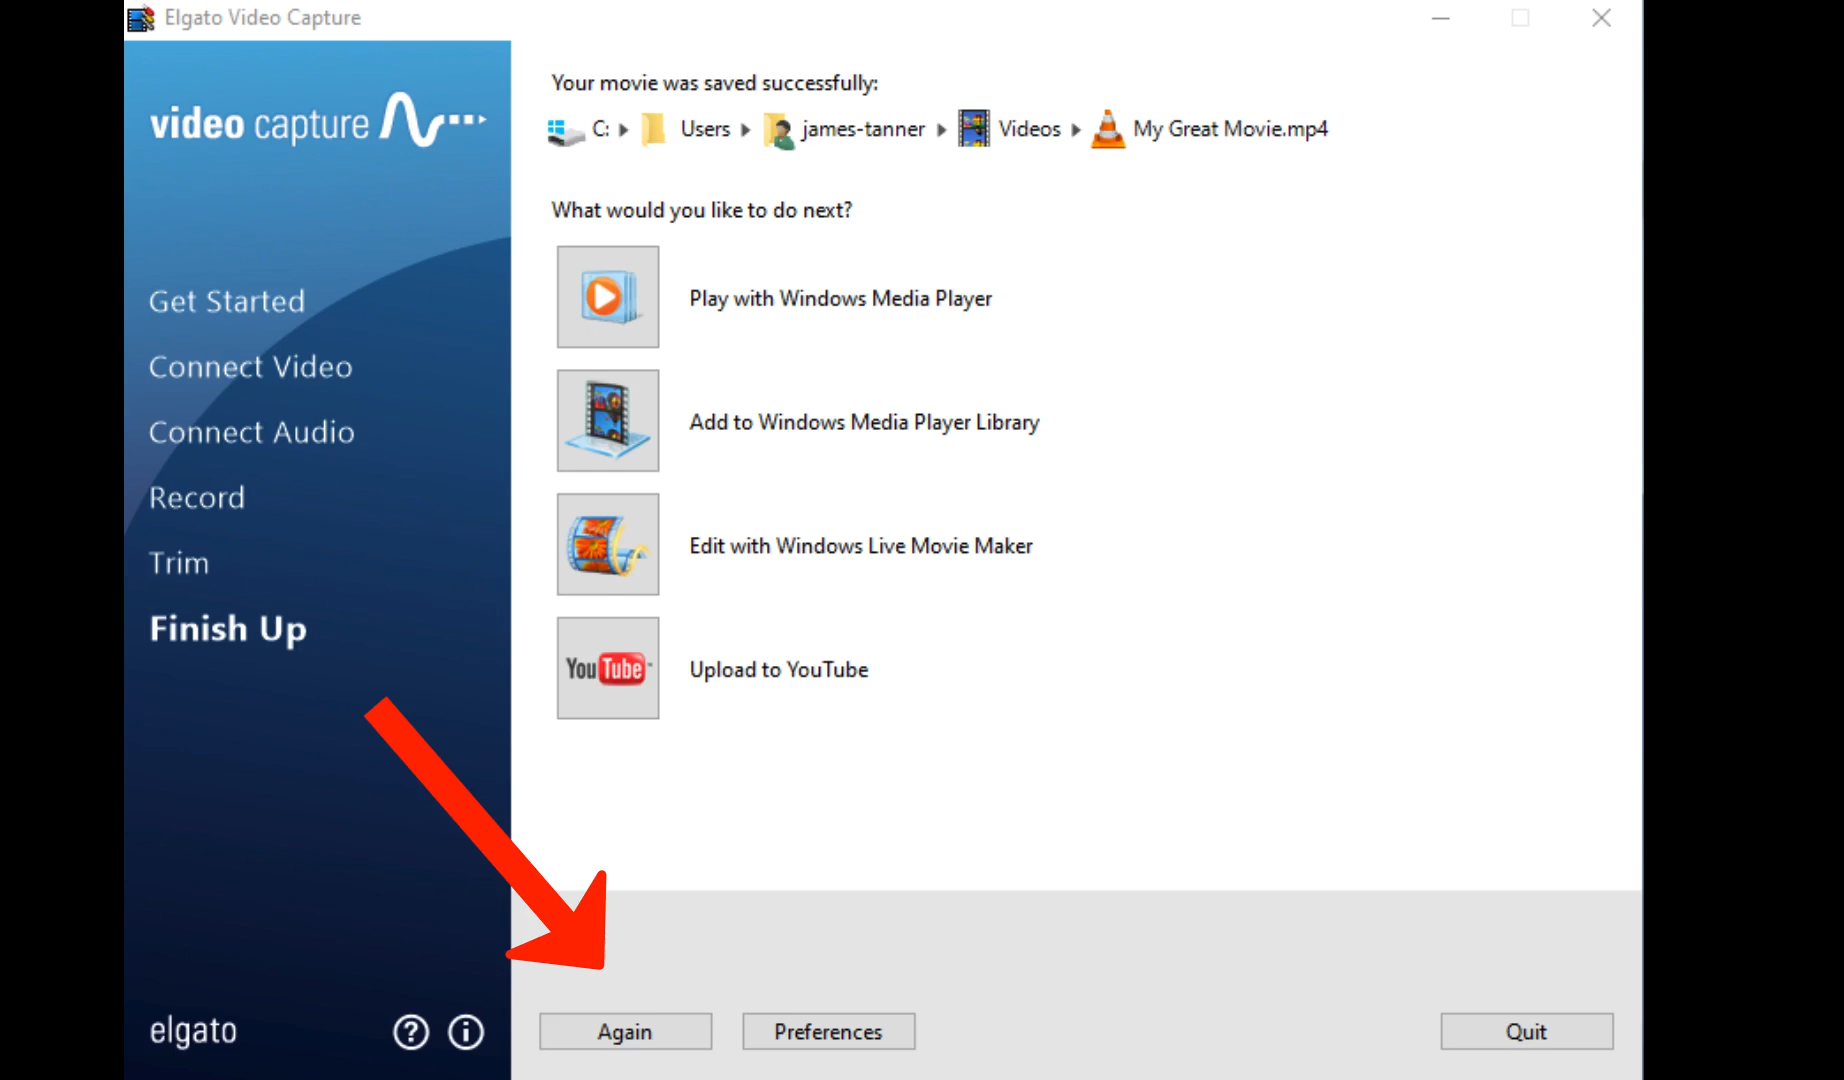 Elgato Video Capture
video capture
Your movie was saved successfully:
C: Users james-tanner Videos My Great Movie.mp4
What would you like to do next?
Get Started
Connect Video
Connect Audio
Record
Trim
Finish Up
Play with Windows Media Player
Add to Windows Media Player Library
Edit with Windows Live Movie Maker
YouTube
Upload to YouTube
elgato ? i
Again
Preferences
Quit